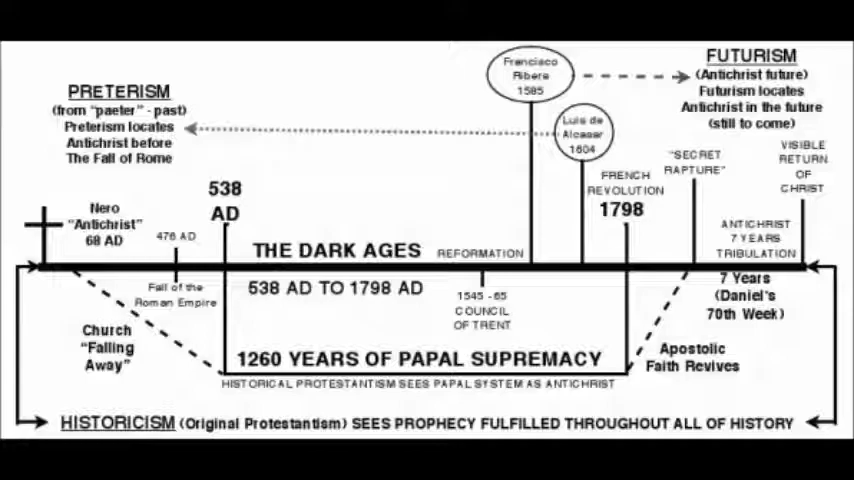 FUTURISM
(Antichrist future)
Futurism locates
Antichrist in the future
(still to come)
Francisco
Ribera
1585
PRETERISM
(from "paeter" - past)
Preterism locates
Antichrist before
The Fall of Rome
Luis de
Alcasar
1604
"SECRET
RAPTURE"
VISIBLE
RETURN
OF
CHRIST
FRENCH
REVOLUTION
1798
538
AD
Nero
"Antichrist"
68 AD
476 AD
THE DARK AGES
REFORMATION
ANTICHRIST
7 YEARS
TRIBULATION
Fall of the
Roman Empire
538 AD TO 1798 AD
1545 - 65
COUNCIL
OF TRENT
7 Years
(Daniel's
70th Week)
Church
"Falling
Away"
1260 YEARS OF PAPAL SUPREMACY
Apostolic
Faith Revives
HISTORICAL PROTESTANTISM SEES PAPAL SYSTEM AS ANTICHRIST
HISTORICISM (Original Protestantism) SEES PROPHECY FULFILLED THROUGHOUT ALL OF HISTORY